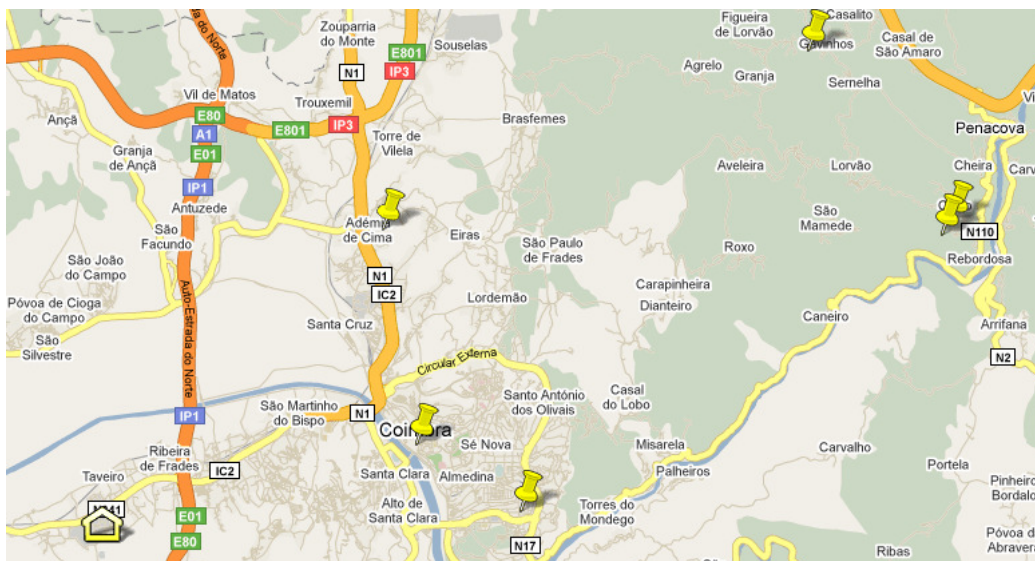 Figueira
de Lorvão
Casalito
Gavinhos
Casal de
São Amaro
Zouparria
do Monte
Souselas
E801
IP3
N1
Agrelo
Granja
Sernelha
Vil de Matos
Trouxemil
E80
A1
E01
E801
IP3
Brasfemes
Ançã
Torre de
Vilela
Penacova
Granja
de Ançã
IP1
Aveleira
Lorvão
Cheira
Antuzede
São
Facundo
Adémia
de Cima
Eiras
São
Mamede
N110
São Paulo
de Frades
Roxo
Rebordosa
São João
do Campo
N1
IC2
Carapinheira
Dianteiro
Póvoa de Cioga
do Campo
Lordemão
Caneiro
Arrifana
Santa Cruz
São
Silvestre
Auto-Estrada do Norte
Circular Externa
N2
Santo António
dos Olivais
Casal
do Lobo
IP1
São Martinho
do Bispo
N1
Coimbra
Sé Nova
Misarela
Carvalho
Ribeira
de Frades
IC2
Palheiros
Portela
Taveiro
Santa Clara
Almedina
Pinheiro
Bordalo
Alto de
Santa Clara
Torres do
Mondego
E01
E80
N17
Póvoa de
Ribas